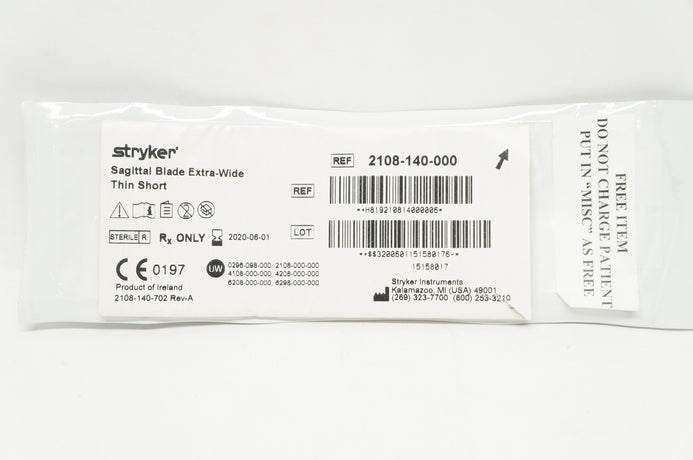 stryker
Sagittal Blade Extra-Wide
Thin Short
STERILE R
Rx ONLY
2020-06-01
CE 0197
UW
0296-098-000, 2108-000-000
4108-000-000, 4208-000-000
6208-000-000, 6298-000-000
Product of Ireland
2108-140-702 Rev-A
REF 2108-140-000
REF
*+H819210814000006*
LOT
*+$$3200601151580176-*
15158017
Stryker Instruments
Kalamazoo, MI (USA) 49001
(269) 323-7700 (800) 253-3210
FREE ITEM
DO NOT CHARGE PATIENT
PUT IN "MISC" AS FREE